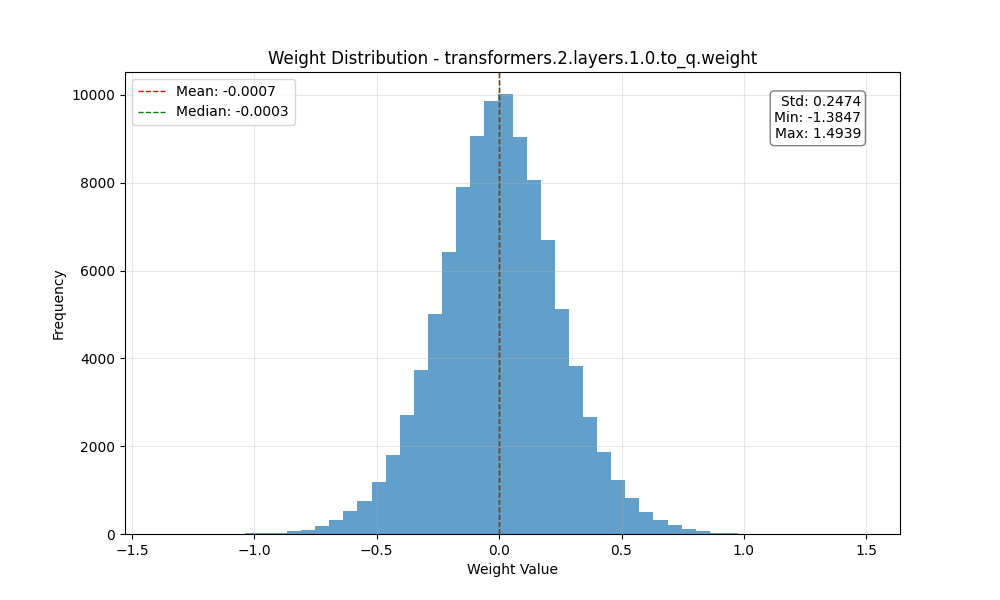 Weight Distribution - transformers.2.layers.1.0.to_q.weight
Mean: -0.0007
Median: -0.0003
Std: 0.2474
Min: -1.3847
Max: 1.4939
Frequency
10000
8000
6000
4000
2000
0
−1.5 −1.0 −0.5 0.0 0.5 1.0 1.5
Weight Value